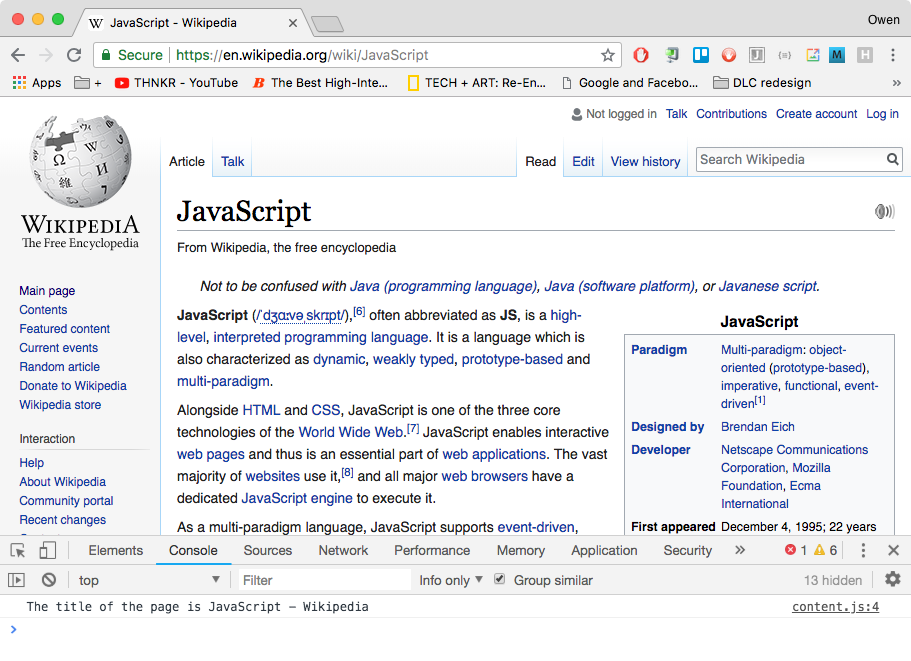 JavaScript - Wikipedia
Owen
Secure https://en.wikipedia.org/wiki/JavaScript
Apps + THNKR - YouTube The Best High-Inte... TECH + ART: Re-En... Google and Facebo... DLC redesign »
Not logged in Talk Contributions Create account Log in
Article Talk Read Edit View history Search Wikipedia
WIKIPEDIA
The Free Encyclopedia
Main page
Contents
Featured content
Current events
Random article
Donate to Wikipedia
Wikipedia store
Interaction
Help
About Wikipedia
Community portal
Recent changes
JavaScript
From Wikipedia, the free encyclopedia
Not to be confused with Java (programming language), Java (software platform), or Javanese script.
JavaScript (/ˈdʒɑːvəˌskrɪpt/),[6] often abbreviated as JS, is a high-
level, interpreted programming language. It is a language which is
also characterized as dynamic, weakly typed, prototype-based and
multi-paradigm.
Alongside HTML and CSS, JavaScript is one of the three core
technologies of the World Wide Web.[7] JavaScript enables interactive
web pages and thus is an essential part of web applications. The vast
majority of websites use it,[8] and all major web browsers have a
dedicated JavaScript engine to execute it.
As a multi-paradigm language, JavaScript supports event-driven,
JavaScript
Paradigm Multi-paradigm: object-
oriented (prototype-based),
imperative, functional, event-
driven[1]
Designed by Brendan Eich
Developer Netscape Communications
Corporation, Mozilla
Foundation, Ecma
International
First appeared December 4, 1995; 22 years
Elements Console Sources Network Performance Memory Application Security » 1 6
top Filter Info only Group similar 13 hidden
The title of the page is JavaScript – Wikipedia content.js:4
>